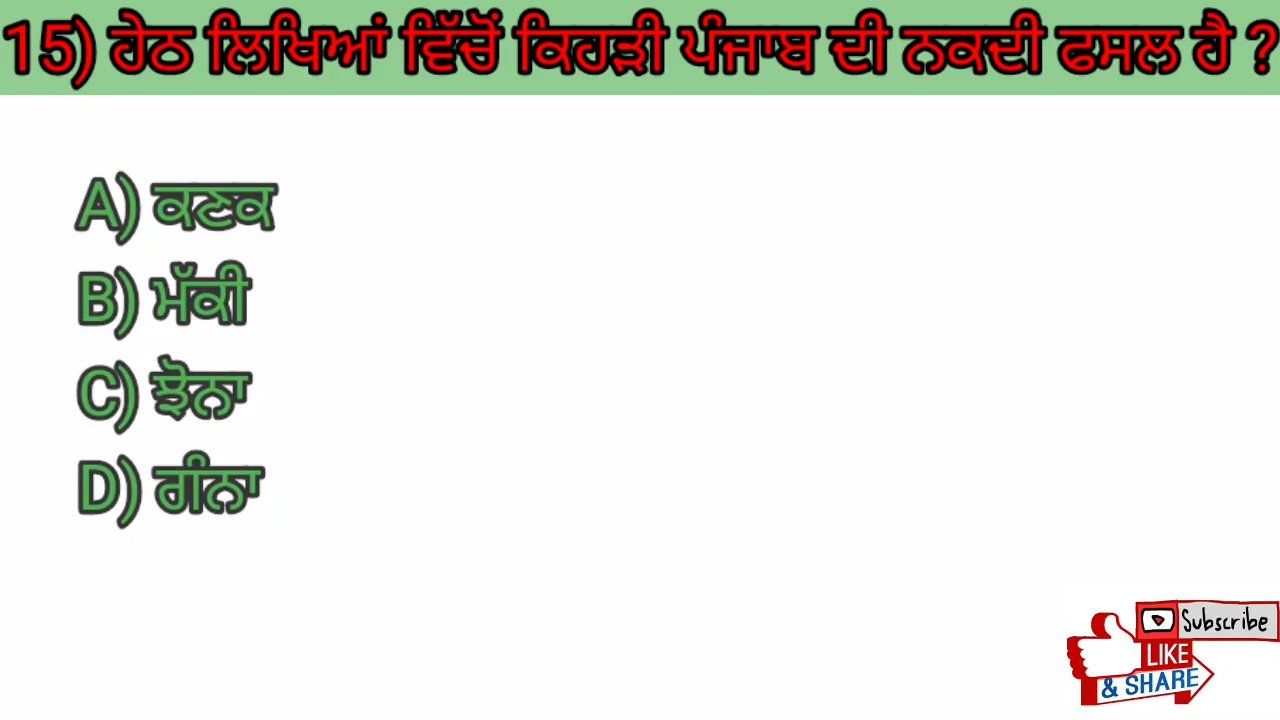 15) ਹੇਠ ਲਿਖਿਆਂ ਵਿੱਚੋਂ ਕਿਹੜੀ ਪੰਜਾਬ ਦੀ ਨਕਦੀ ਫਸਲ ਹੈ ?
A) ਕਣਕ
B) ਮੱਕੀ
C) ਝੋਨਾ
D) ਗੰਨਾ
Subscribe
LIKE
& SHARE